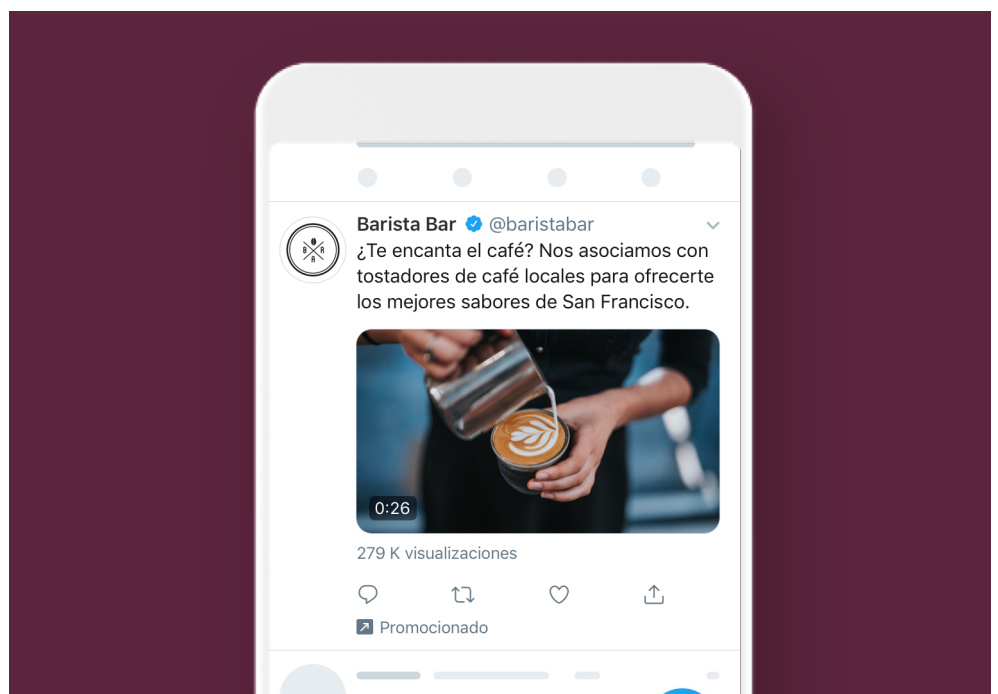 Barista Bar @baristabar
¿Te encanta el café? Nos asociamos con
tostadores de café locales para ofrecerte
los mejores sabores de San Francisco.
B A R
A
0:26
279 K visualizaciones
Promocionado